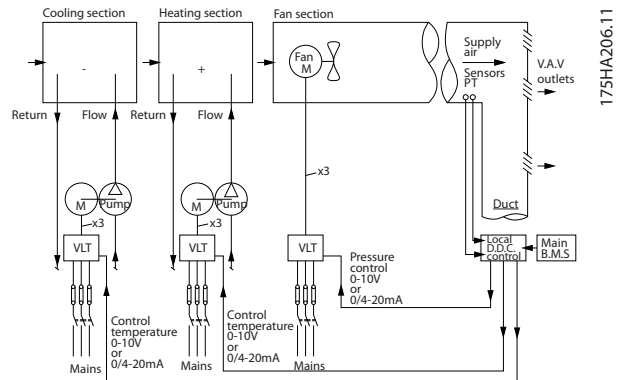 Cooling section
Heating section
Fan section
-
+
Fan
M
Supply
air
Sensors
PT
V.A.V
outlets
175HA206.11
Return
Flow
Return
Flow
M
Pump
M
Pump
x3
x3
x3
Duct
VLT
VLT
VLT
Local
D.D.C.
control
Main
B.M.S
Pressure
control
0-10V
or
0/4-20mA
Control
temperature
0-10V
or
0/4-20mA
Control
temperature
0-10V
or
0/4-20mA
Mains
Mains
Mains